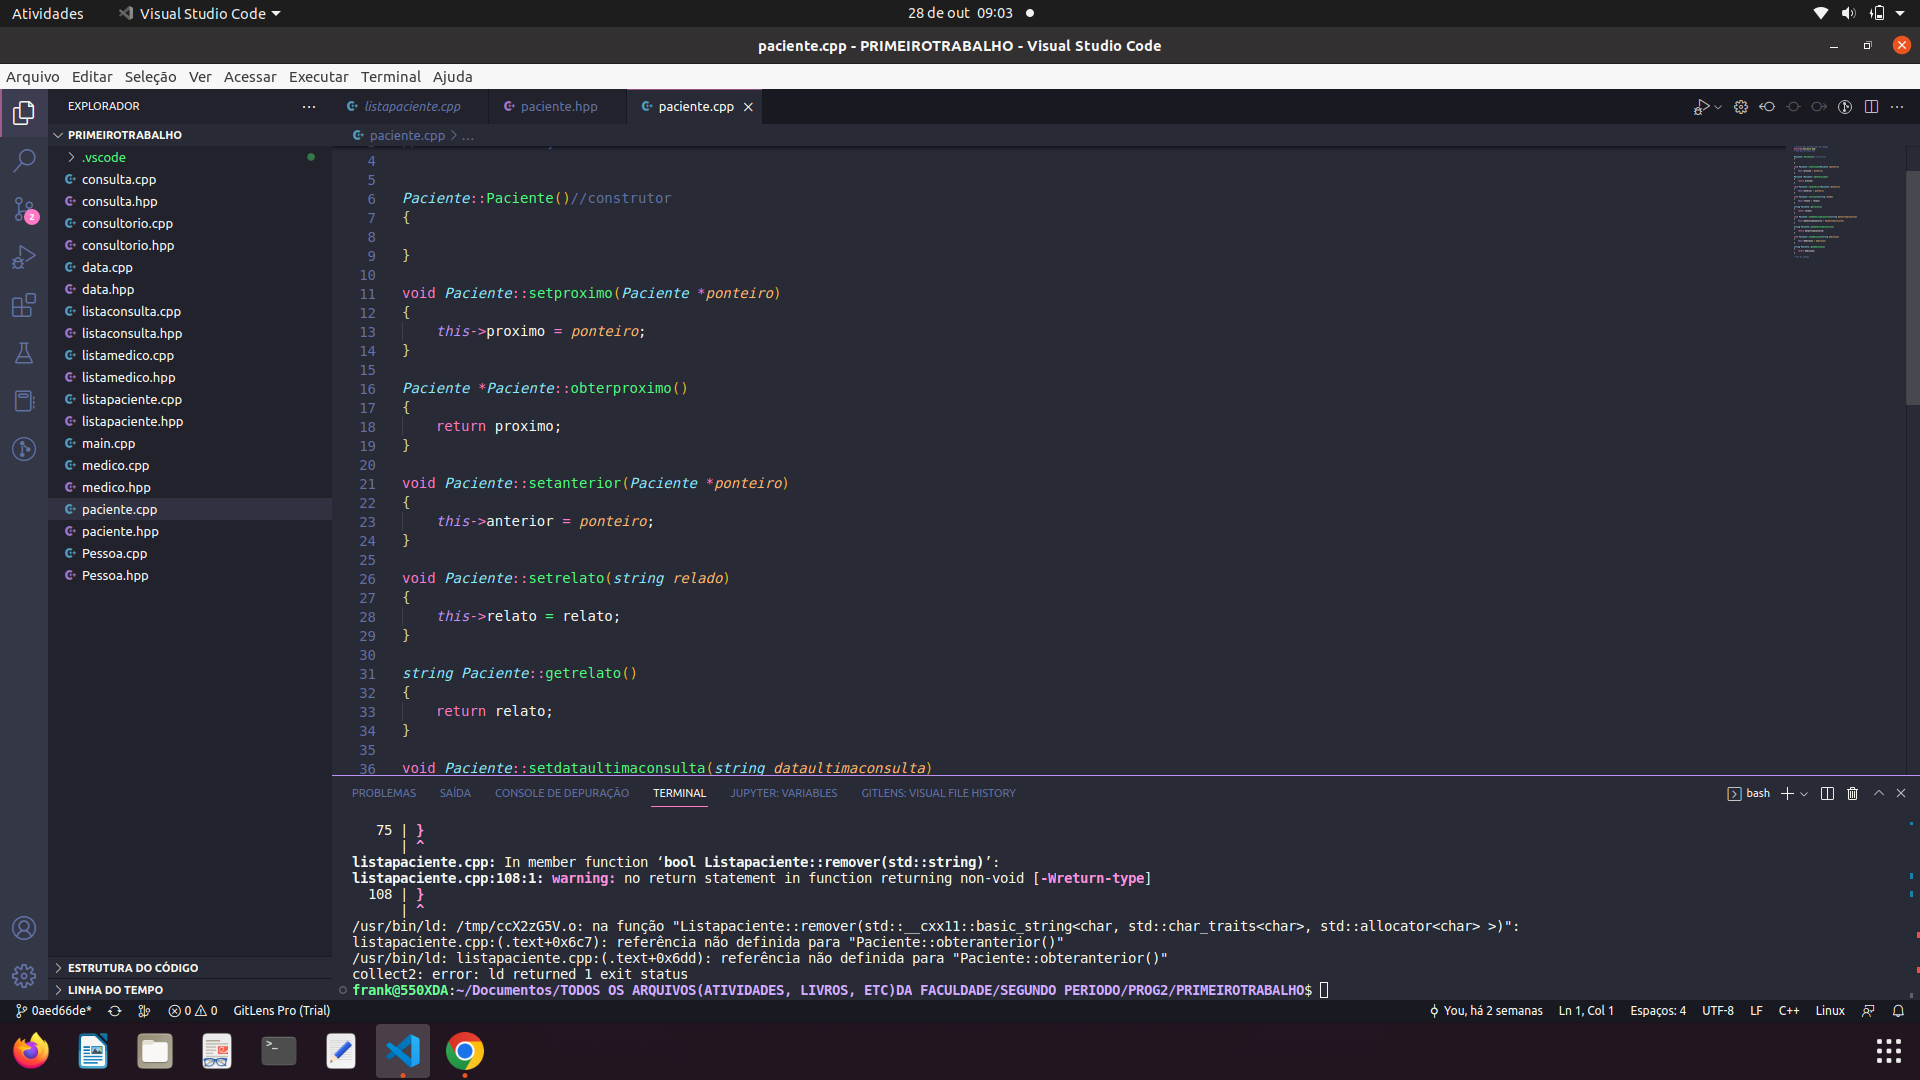 Atividades
Visual Studio Code
28 de out 09:03
paciente.cpp - PRIMEIROTRABALHO - Visual Studio Code
Arquivo Editar Seleção Ver Acessar Executar Terminal Ajuda
EXPLORADOR
listapaciente.cpp
paciente.hpp
paciente.cpp
PRIMEIROTRABALHO
paciente.cpp > ...
.vscode
consulta.cpp
consulta.hpp
consultorio.cpp
consultorio.hpp
data.cpp
data.hpp
listaconsulta.cpp
listaconsulta.hpp
listamedico.cpp
listamedico.hpp
listapaciente.cpp
listapaciente.hpp
main.cpp
medico.cpp
medico.hpp
paciente.cpp
paciente.hpp
Pessoa.cpp
Pessoa.hpp
2
ESTRUTURA DO CÓDIGO
LINHA DO TEMPO
4
5
6 Paciente::Paciente()//construtor
7 {
8
9 }
10
11 void Paciente::setproximo(Paciente *ponteiro)
12 {
13 this->proximo = ponteiro;
14 }
15
16 Paciente *Paciente::obterproximo()
17 {
18 return proximo;
19 }
20
21 void Paciente::setanterior(Paciente *ponteiro)
22 {
23 this->anterior = ponteiro;
24 }
25
26 void Paciente::setrelato(string relado)
27 {
28 this->relato = relato;
29 }
30
31 string Paciente::getrelato()
32 {
33 return relato;
34 }
35
36 void Paciente::setdataultimaconsulta(string dataultimaconsulta)
PROBLEMAS SAÍDA CONSOLE DE DEPURAÇÃO TERMINAL JUPYTER: VARIABLES GITLENS: VISUAL FILE HISTORY
bash
75 | }
| ^
listapaciente.cpp: In member function ‘bool Listapaciente::remover(std::string)’:
listapaciente.cpp:108:1: warning: no return statement in function returning non-void [-Wreturn-type]
108 | }
| ^
/usr/bin/ld: /tmp/ccX2zG5V.o: na função "Listapaciente::remover(std::__cxx11::basic_string<char, std::char_traits<char>, std::allocator<char> >)":
listapaciente.cpp:(.text+0x6c7): referência não definida para "Paciente::obteranterior()"
/usr/bin/ld: listapaciente.cpp:(.text+0x6dd): referência não definida para "Paciente::obteranterior()"
collect2: error: ld returned 1 exit status
frank@550XDA:~/Documentos/TODOS OS ARQUIVOS(ATIVIDADES, LIVROS, ETC)DA FACULDADE/SEGUNDO PERIODO/PROG2/PRIMEIROTRABALHO$
0aed66de* 0 0 GitLens Pro (Trial)
You, há 2 semanas Ln 1, Col 1 Espaços: 4 UTF-8 LF C++ Linux